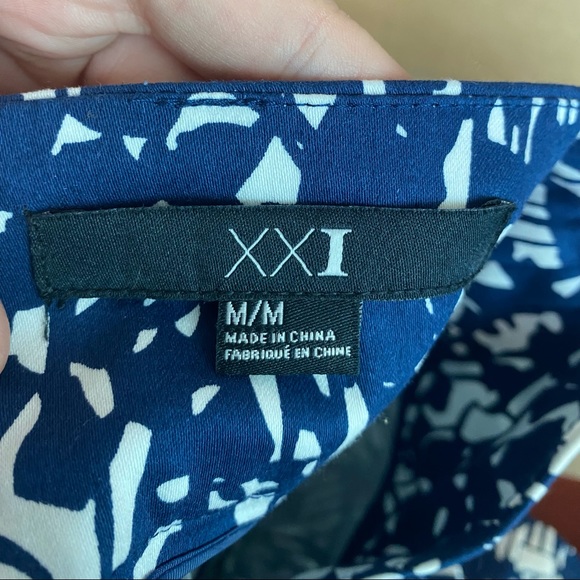 XXI
M/M
MADE IN CHINA
FABRIQUÉ EN CHINE